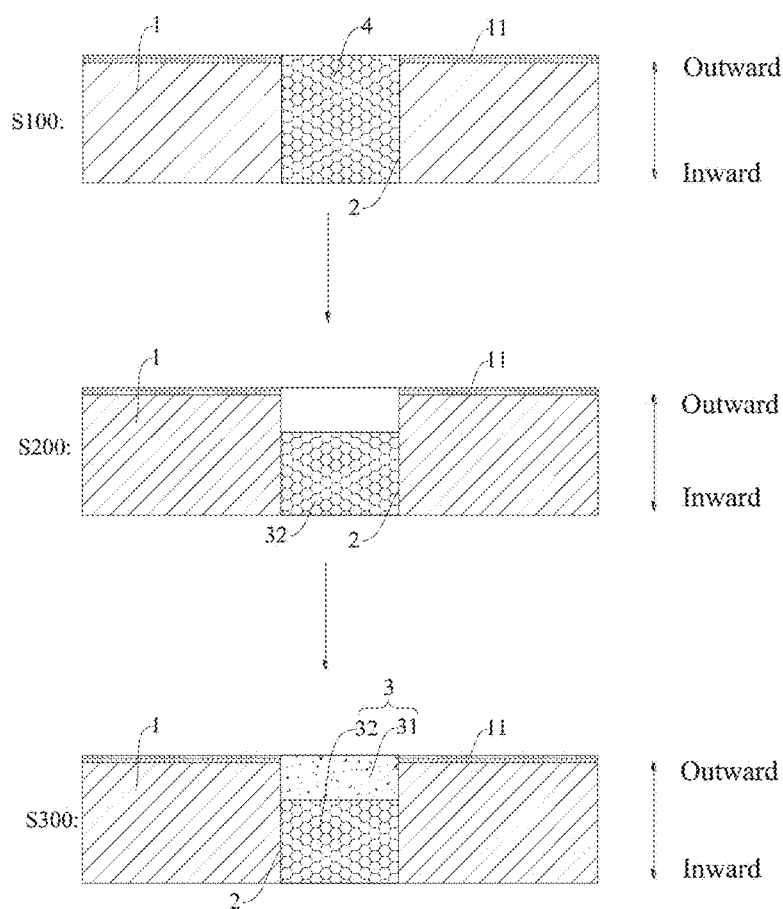 1 4 11
Outward
S100:
Inward
2
1 11
Outward
S200:
Inward
32 2
3
1 32 31 11
Outward
S300:
Inward
2